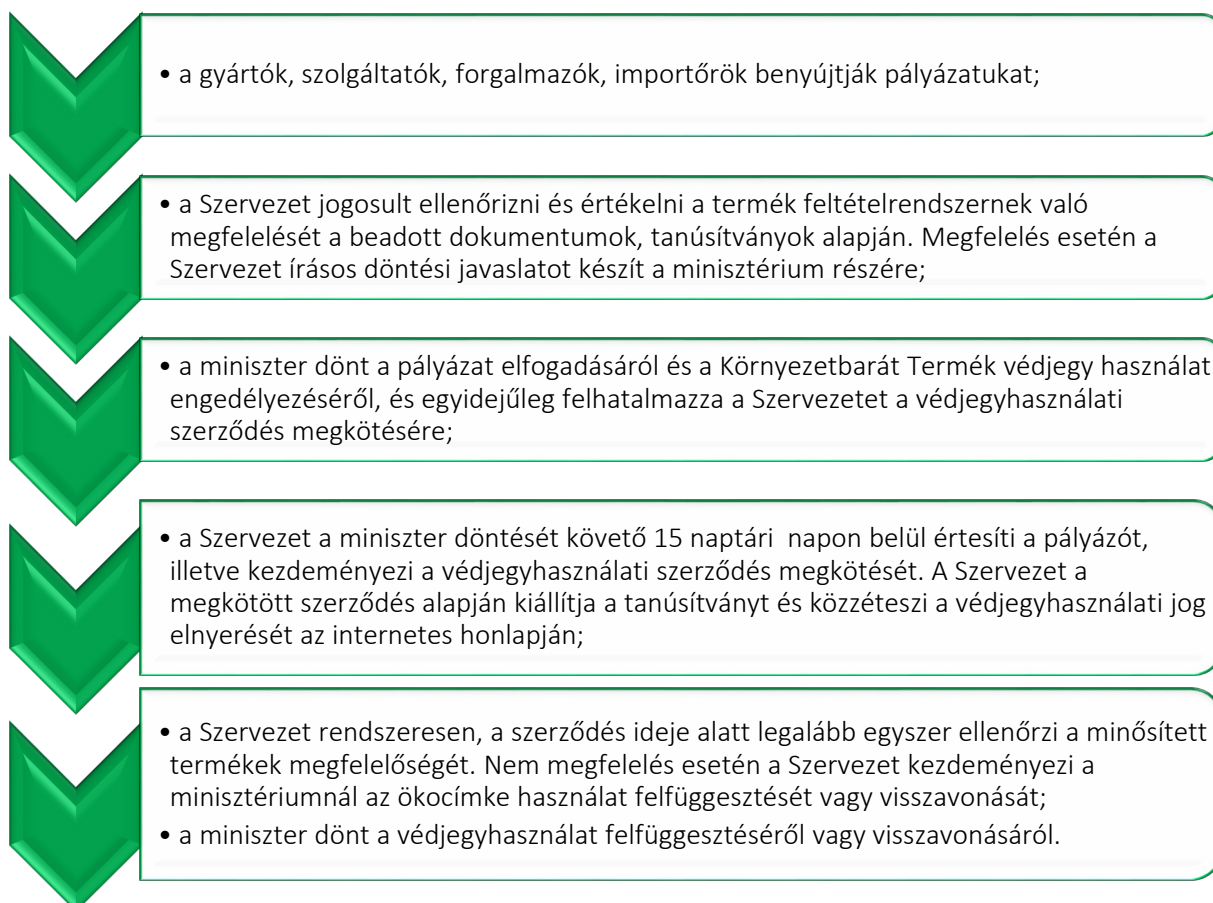 • a gyártók, szolgáltatók, forgalmazók, importőrök benyújtják pályázatukat;
• a Szervezet jogosult ellenőrizni és értékelni a termék feltételrendszernek való
megfelelését a beadott dokumentumok, tanúsítványok alapján. Megfelelés esetén a
Szervezet írásos döntési javaslatot készít a minisztérium részére;
• a miniszter dönt a pályázat elfogadásáról és a Környezetbarát Termék védjegy használat
engedélyezéséről, és egyidejűleg felhatalmazza a Szervezetet a védjegyhasználati
szerződés megkötésére;
• a Szervezet a miniszter döntését követő 15 naptári  napon belül értesíti a pályázót,
illetve kezdeményezi a védjegyhasználati szerződés megkötését. A Szervezet a
megkötött szerződés alapján kiállítja a tanúsítványt és közzéteszi a védjegyhasználati jog
elnyerését az internetes honlapján;
• a Szervezet rendszeresen, a szerződés ideje alatt legalább egyszer ellenőrzi a minősített
termékek megfelelőségét. Nem megfelelés esetén a Szervezet kezdeményezi a
minisztériumnál az ökocímke használat felfüggesztését vagy visszavonását;
• a miniszter dönt a védjegyhasználat felfüggesztéséről vagy visszavonásáról.